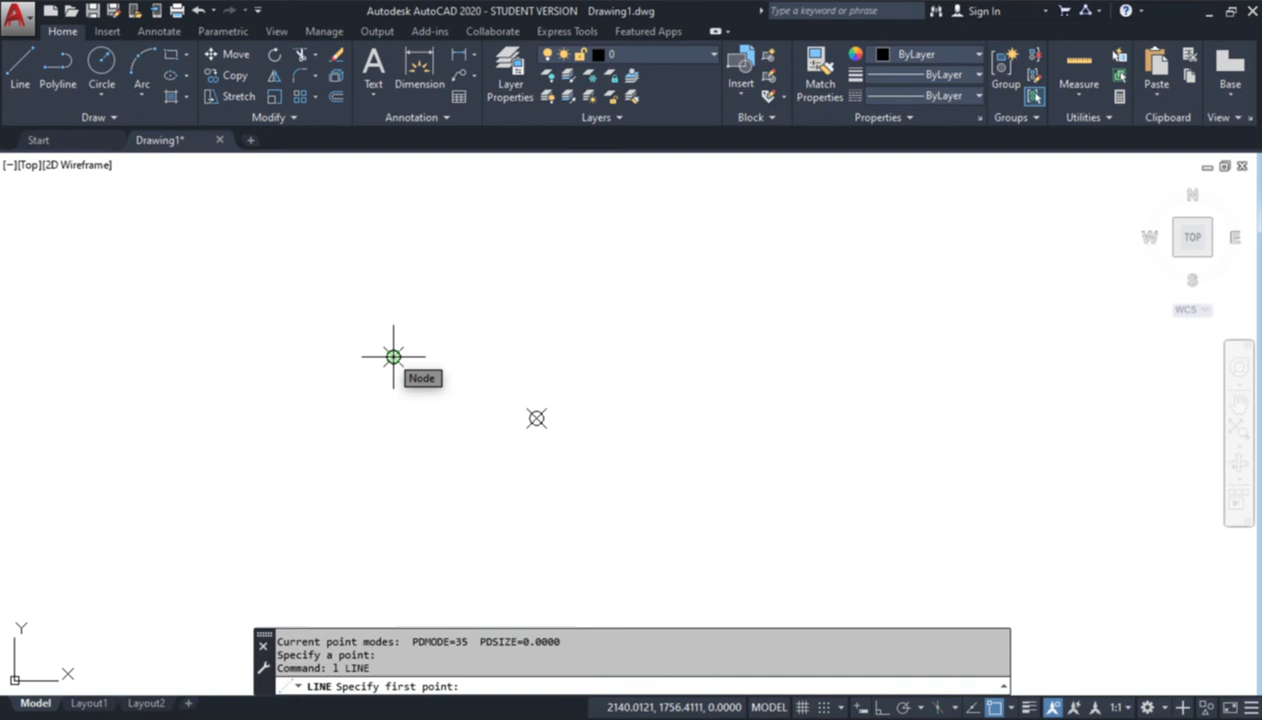 Autodesk AutoCAD 2020 - STUDENT VERSION Drawing1.dwg
Type a keyword or phrase
Sign In
Home Insert Annotate Parametric View Manage Output Add-ins Collaborate Express Tools Featured Apps
Line Polyline Circle Arc
Move
Copy
Stretch
Text Dimension
Layer
Properties
0
Insert
Match
Properties
ByLayer
ByLayer
ByLayer
Group
Measure
Paste
Base
Draw Modify Annotation Layers Block Properties Groups Utilities Clipboard View
Start Drawing1*
[−][Top][2D Wireframe]
N
W TOP E
S
WCS
Node
Y
X
Current point modes: PDMODE=35 PDSIZE=0.0000
Specify a point:
Command: l LINE
LINE Specify first point:
Model Layout1 Layout2
2140.0121, 1756.4111, 0.0000 MODEL 1:1